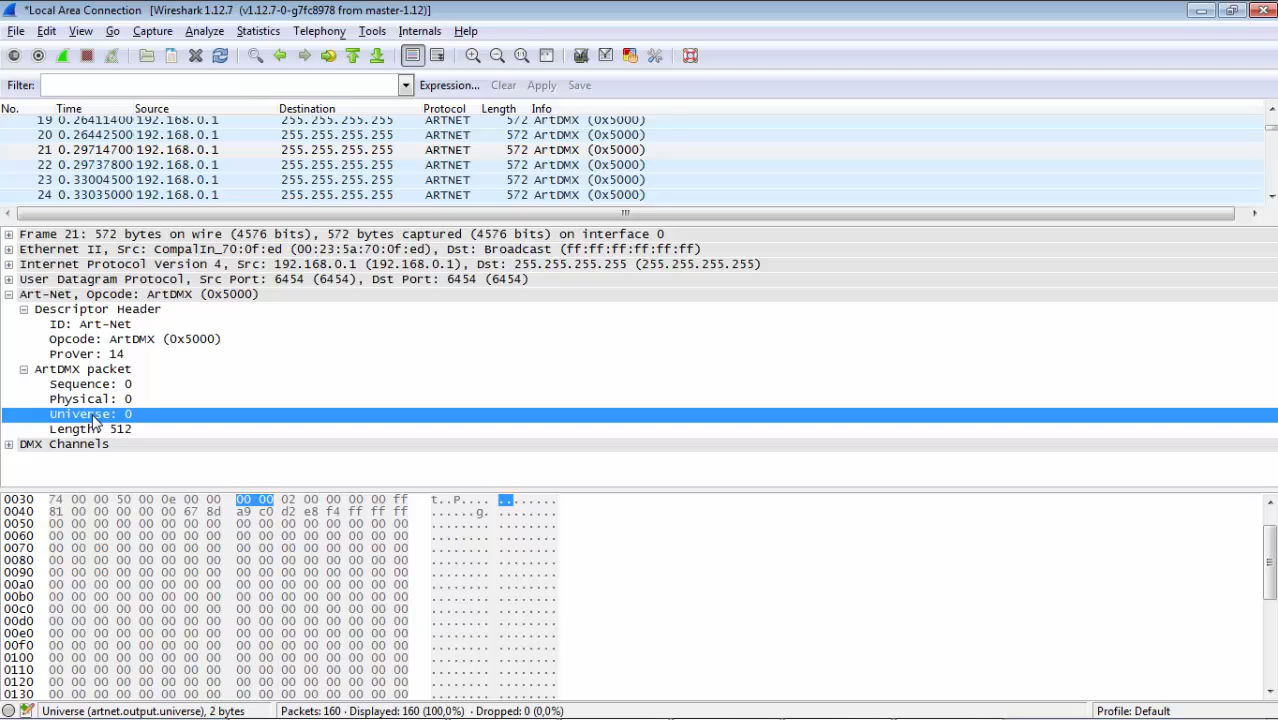 *Local Area Connection [Wireshark 1.12.7 (v1.12.7-0-g7fc8978 from master-1.12)]
File Edit View Go Capture Analyze Statistics Telephony Tools Internals Help
Filter: Expression... Clear Apply Save
No. Time Source Destination Protocol Length Info
19 0.26411400 192.168.0.1 255.255.255.255 ARTNET 572 ArtDMX (0x5000)
20 0.26442500 192.168.0.1 255.255.255.255 ARTNET 572 ArtDMX (0x5000)
21 0.29714700 192.168.0.1 255.255.255.255 ARTNET 572 ArtDMX (0x5000)
22 0.29737800 192.168.0.1 255.255.255.255 ARTNET 572 ArtDMX (0x5000)
23 0.33004500 192.168.0.1 255.255.255.255 ARTNET 572 ArtDMX (0x5000)
24 0.33035000 192.168.0.1 255.255.255.255 ARTNET 572 ArtDMX (0x5000)
Frame 21: 572 bytes on wire (4576 bits), 572 bytes captured (4576 bits) on interface 0
Ethernet II, Src: CompalIn_70:0f:ed (00:23:5a:70:0f:ed), Dst: Broadcast (ff:ff:ff:ff:ff:ff)
Internet Protocol Version 4, Src: 192.168.0.1 (192.168.0.1), Dst: 255.255.255.255 (255.255.255.255)
User Datagram Protocol, Src Port: 6454 (6454), Dst Port: 6454 (6454)
Art-Net, Opcode: ArtDMX (0x5000)
Descriptor Header
ID: Art-Net
Opcode: ArtDMX (0x5000)
ProVer: 14
ArtDMX packet
Sequence: 0
Physical: 0
Universe: 0
Length: 512
DMX Channels
0030 74 00 00 50 00 0e 00 00 00 00 02 00 00 00 00 ff t..P.... ........
0040 81 00 00 00 00 00 67 8d a9 c0 d2 e8 f4 ff ff ff ......g. ........
0050 00 00 00 00 00 00 00 00 00 00 00 00 00 00 00 00 ........ ........
0060 00 00 00 00 00 00 00 00 00 00 00 00 00 00 00 00 ........ ........
0070 00 00 00 00 00 00 00 00 00 00 00 00 00 00 00 00 ........ ........
0080 00 00 00 00 00 00 00 00 00 00 00 00 00 00 00 00 ........ ........
0090 00 00 00 00 00 00 00 00 00 00 00 00 00 00 00 00 ........ ........
00a0 00 00 00 00 00 00 00 00 00 00 00 00 00 00 00 00 ........ ........
00b0 00 00 00 00 00 00 00 00 00 00 00 00 00 00 00 00 ........ ........
00c0 00 00 00 00 00 00 00 00 00 00 00 00 00 00 00 00 ........ ........
00d0 00 00 00 00 00 00 00 00 00 00 00 00 00 00 00 00 ........ ........
00e0 00 00 00 00 00 00 00 00 00 00 00 00 00 00 00 00 ........ ........
00f0 00 00 00 00 00 00 00 00 00 00 00 00 00 00 00 00 ........ ........
0100 00 00 00 00 00 00 00 00 00 00 00 00 00 00 00 00 ........ ........
0110 00 00 00 00 00 00 00 00 00 00 00 00 00 00 00 00 ........ ........
0120 00 00 00 00 00 00 00 00 00 00 00 00 00 00 00 00 ........ ........
0130 00 00 00 00 00 00 00 00 00 00 00 00 00 00 00 00 ........ ........
Universe (artnet.output.universe), 2 bytes Packets: 160 · Displayed: 160 (100,0%) · Dropped: 0 (0,0%) Profile: Default